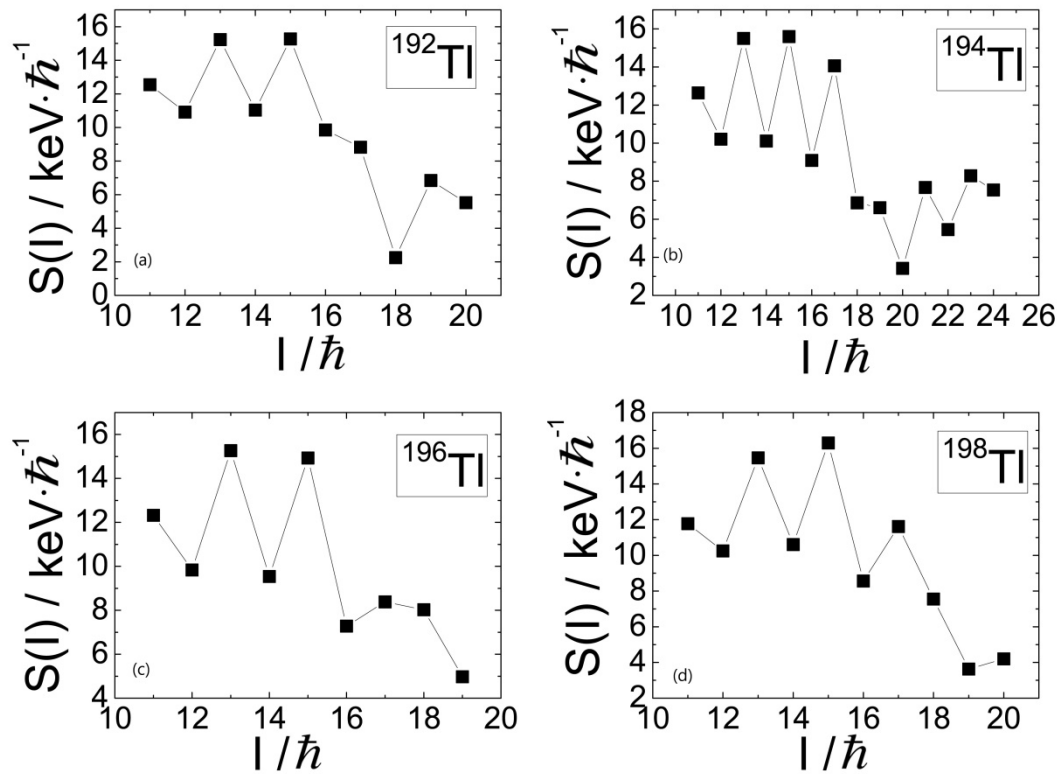 16
14
12
10
8
6
4
2
0
S(I) / keV·ℏ⁻¹
¹⁹²Tl
(a)
10 12 14 16 18 20
I /ℏ
16
14
12
10
8
6
4
2
S(I) / keV·ℏ⁻¹
¹⁹⁴Tl
(b)
10 12 14 16 18 20 22 24 26
I /ℏ
16
14
12
10
8
6
4
S(I) / keV·ℏ⁻¹
¹⁹⁶Tl
(c)
10 12 14 16 18 20
I /ℏ
18
16
14
12
10
8
6
4
2
S(I) / keV·ℏ⁻¹
¹⁹⁸Tl
(d)
10 12 14 16 18 20
I /ℏ